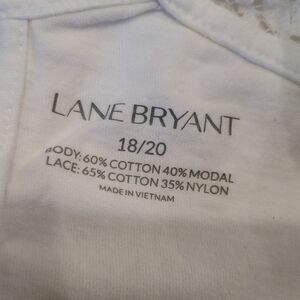 LANE BRYANT
18/20
BODY: 60% COTTON 40% MODAL
LACE: 65% COTTON 35% NYLON
MADE IN VIETNAM